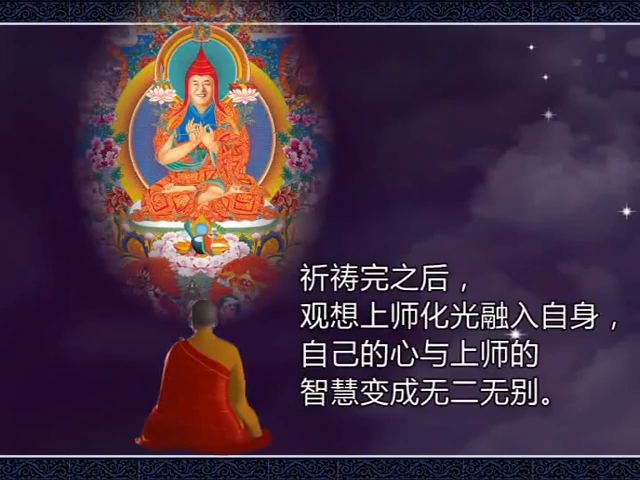 祈祷完之后，
观想上师化光融入自身，
自己的心与上师的
智慧变成无二无别。